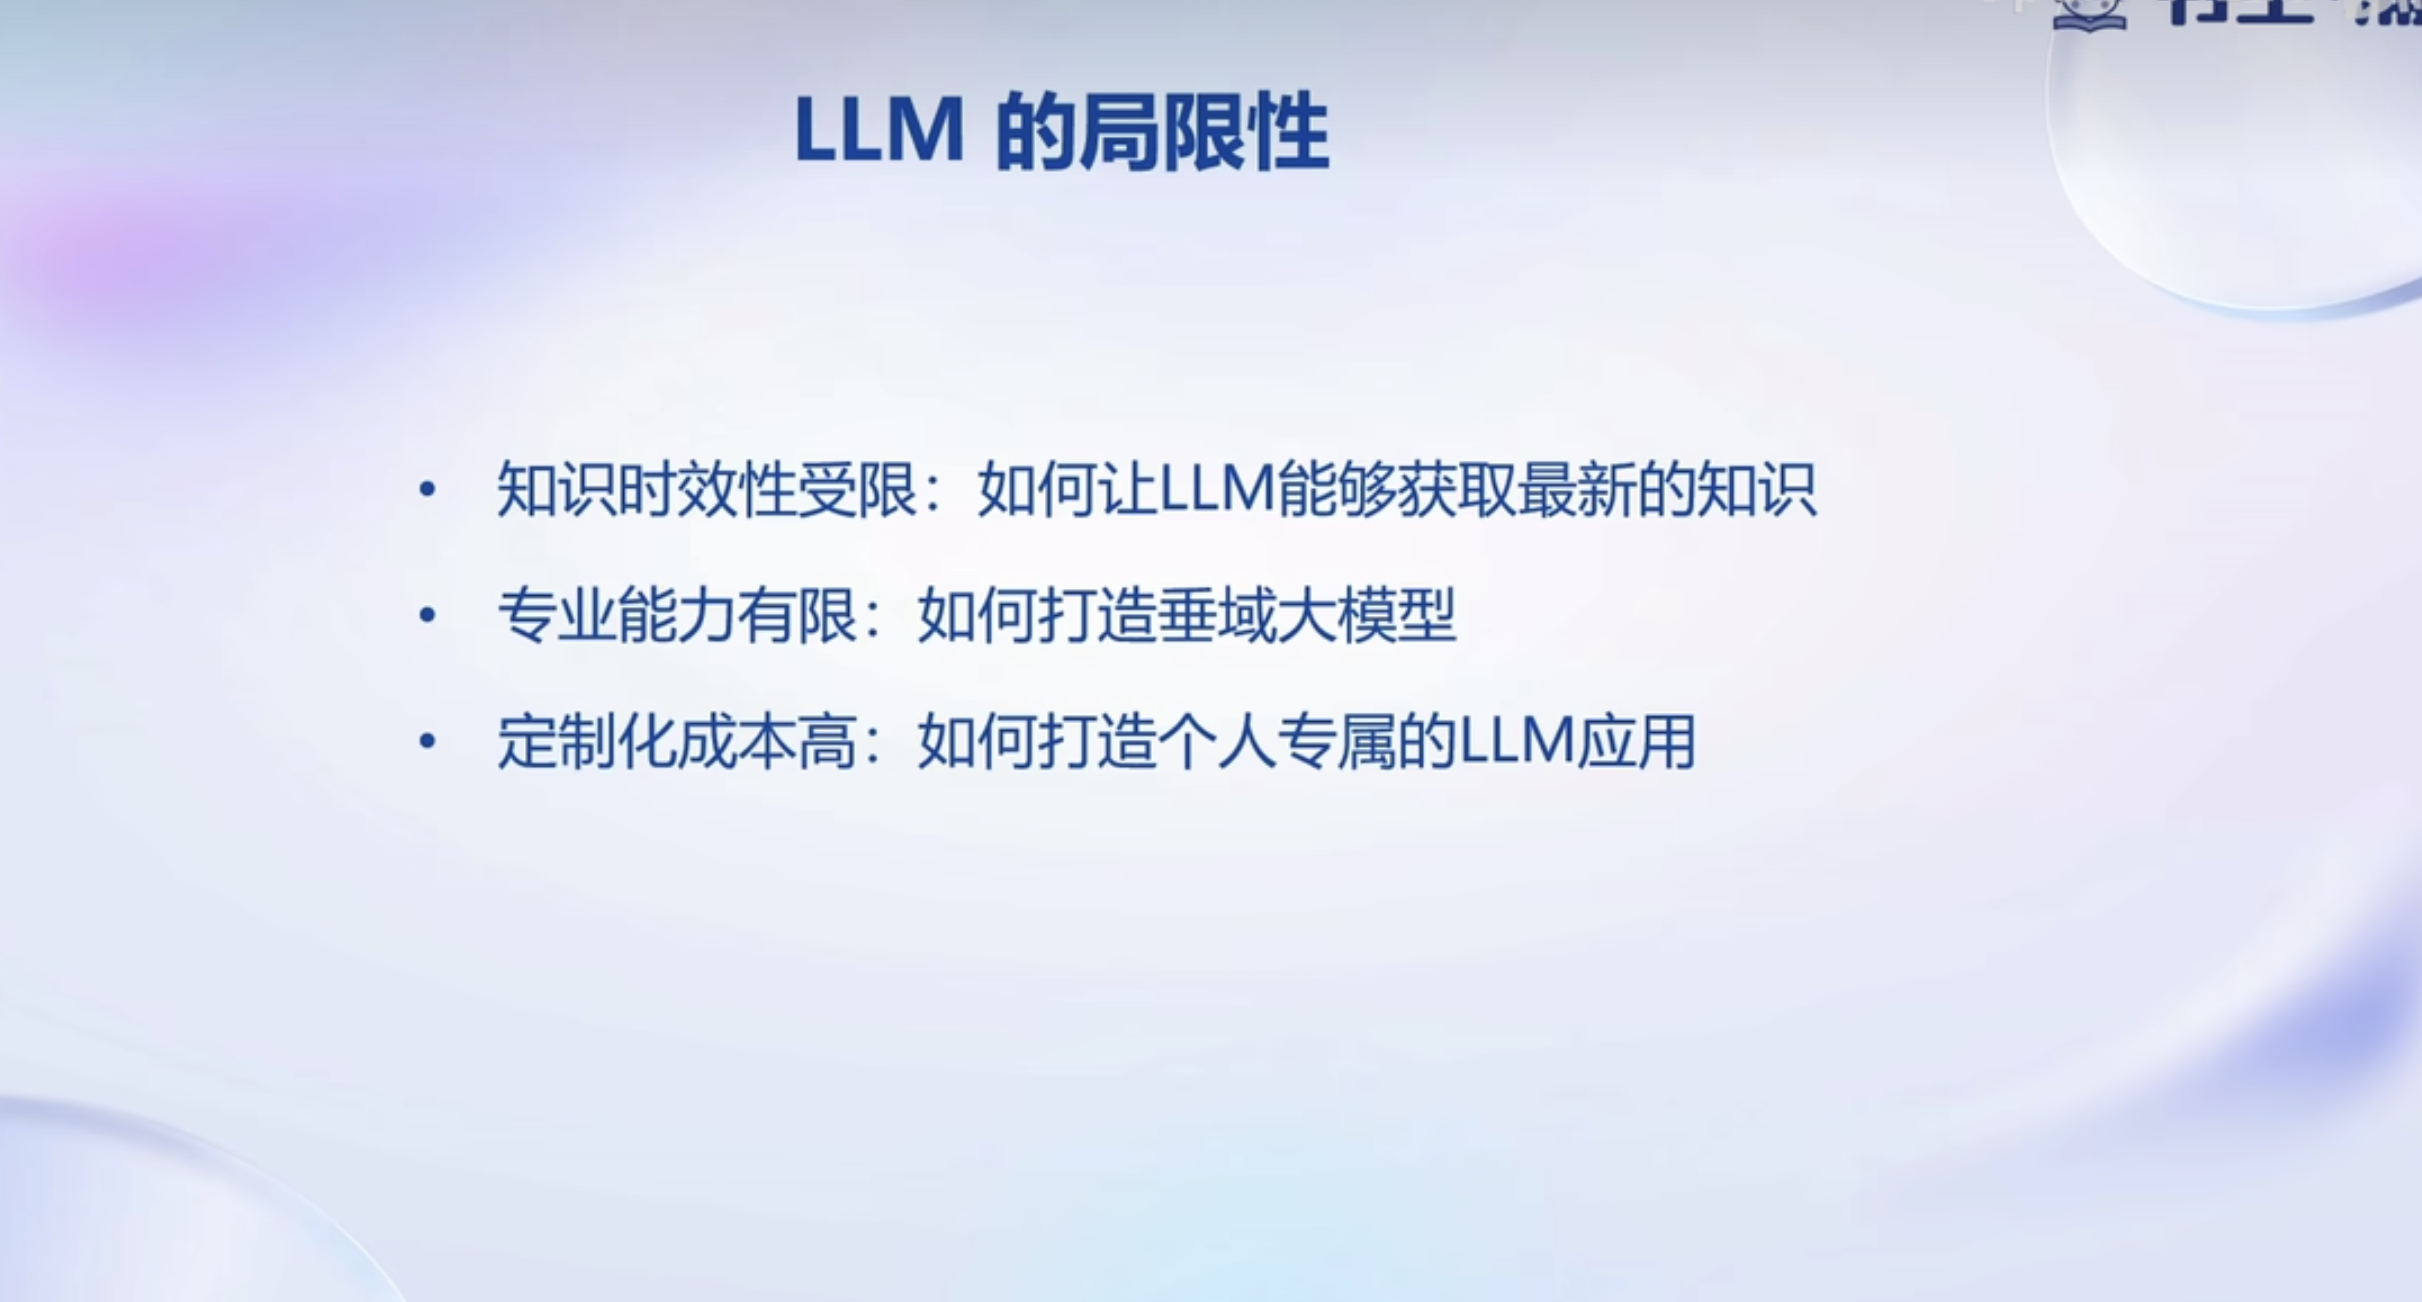 LLM 的局限性
• 知识时效性受限：如何让LLM能够获取最新的知识
• 专业能力有限：如何打造垂域大模型
• 定制化成本高：如何打造个人专属的LLM应用